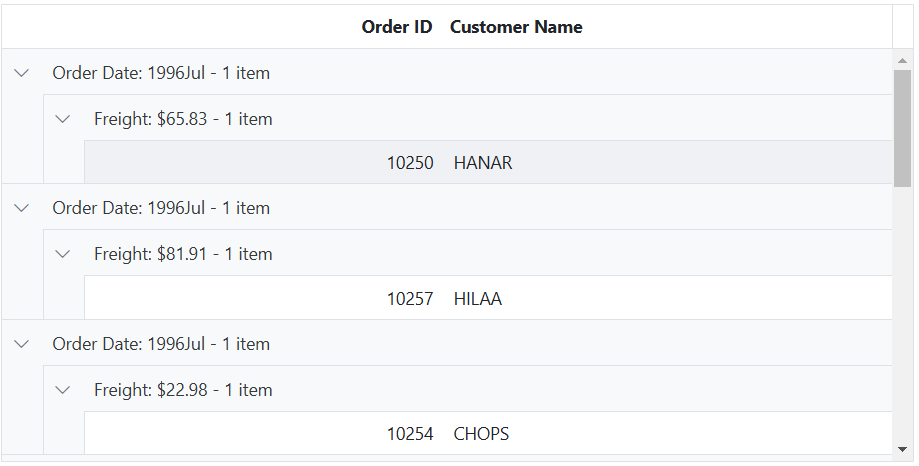 Order ID Customer Name
Order Date: 1996Jul - 1 item
Freight: $65.83 - 1 item
10250 HANAR
Order Date: 1996Jul - 1 item
Freight: $81.91 - 1 item
10257 HILAA
Order Date: 1996Jul - 1 item
Freight: $22.98 - 1 item
10254 CHOPS